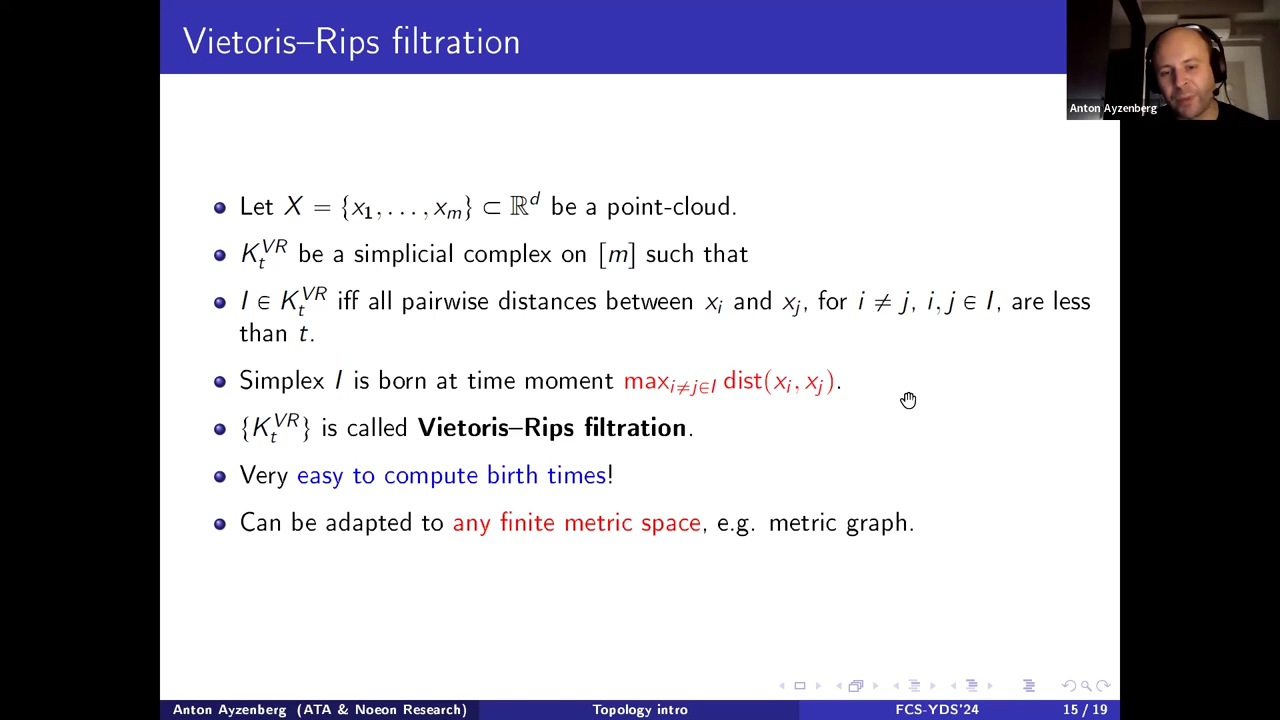 Vietoris–Rips filtration
Anton Ayzenberg
Let X = {x₁, . . . , xₘ} ⊂ ℝᵈ be a point-cloud.
Kₜⱽᴿ be a simplicial complex on [m] such that
I ∈ Kₜⱽᴿ iff all pairwise distances between xᵢ and xⱼ, for i ≠ j, i, j ∈ I, are less
than t.
Simplex I is born at time moment max_{i≠j∈I} dist(xᵢ, xⱼ).
{Kₜⱽᴿ} is called Vietoris–Rips filtration.
Very easy to compute birth times!
Can be adapted to any finite metric space, e.g. metric graph.
Anton Ayzenberg (ATA & Noeon Research) Topology intro FCS-YDS'24 15 / 19